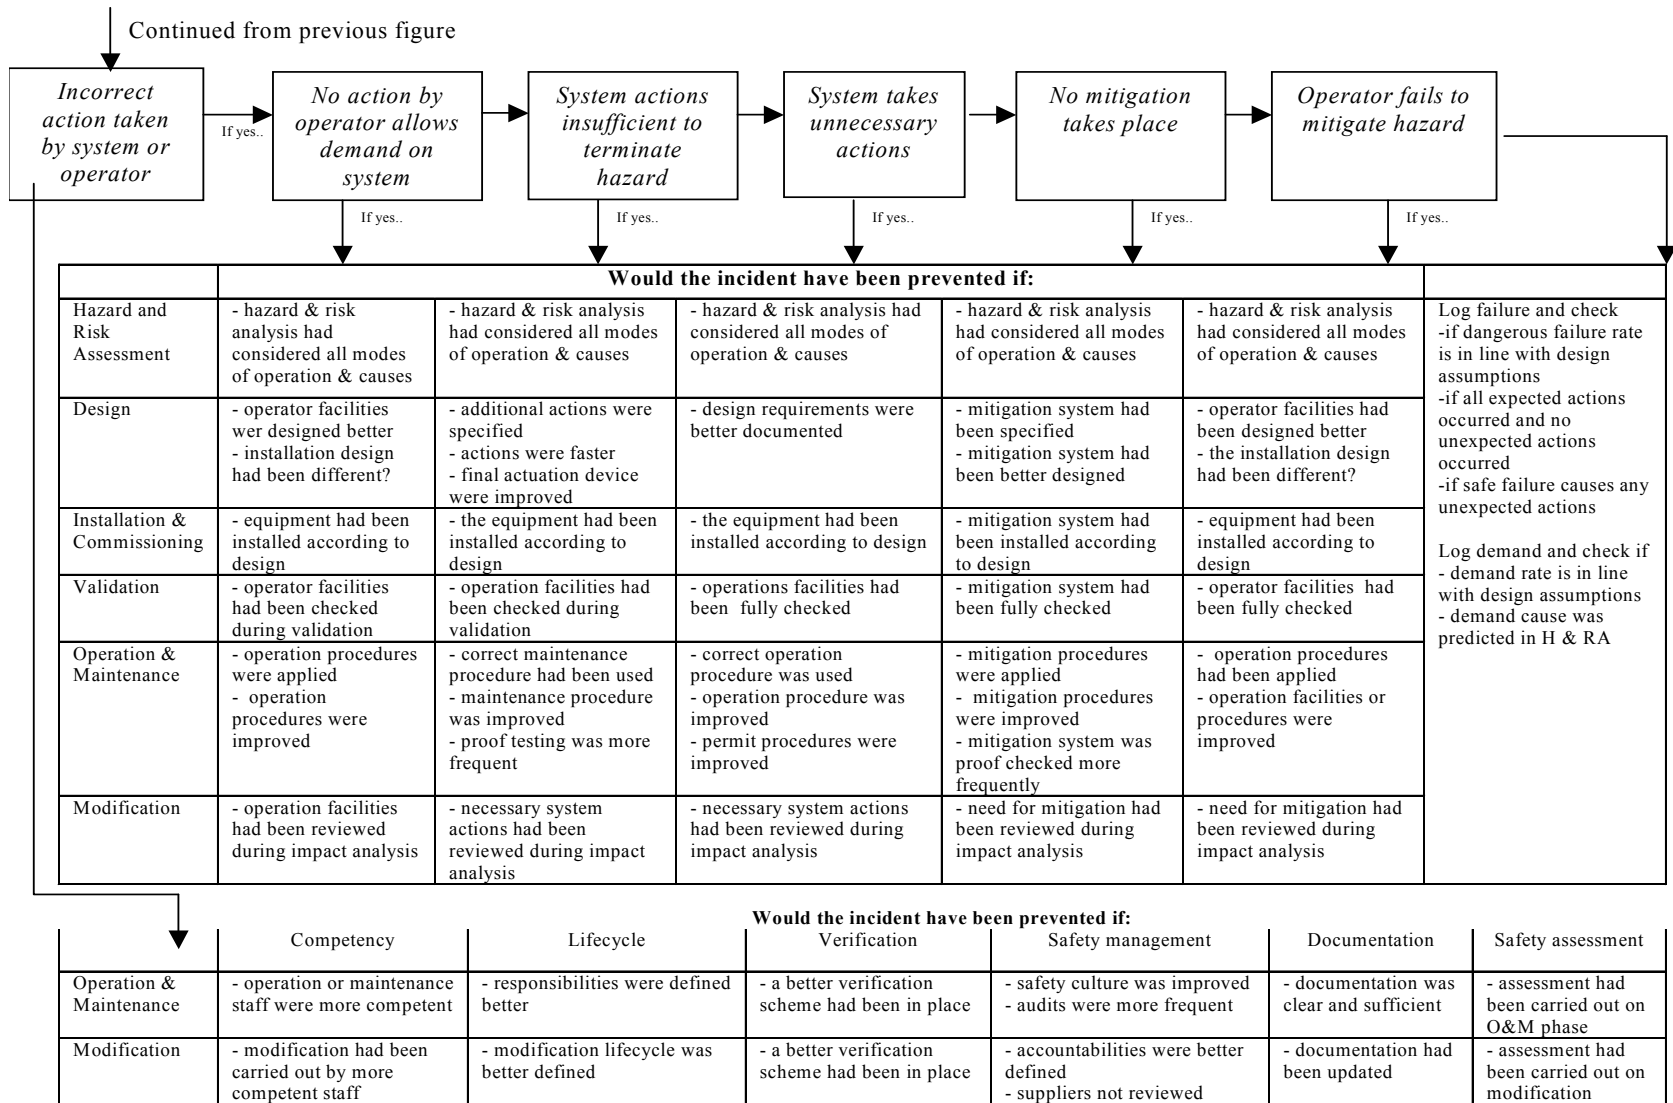 Continued from previous figure
Incorrect
action taken
by system or
operator
If yes..
No action by
operator allows
demand on
system
System actions
insufficient to
terminate
hazard
System takes
unnecessary
actions
No mitigation
takes place
Operator fails to
mitigate hazard
If yes..
If yes..
If yes..
If yes..
If yes..
Would the incident have been prevented if:
Hazard and
Risk
Assessment
- hazard & risk
analysis had
considered all modes
of operation & causes
- hazard & risk analysis
had considered all modes
of operation & causes
- hazard & risk analysis had
considered all modes of
operation & causes
- hazard & risk analysis
had considered all modes
of operation & causes
- hazard & risk analysis
had considered all modes
of operation & causes
Log failure and check
-if dangerous failure rate
is in line with design
assumptions
-if all expected actions
occurred and no
unexpected actions
occurred
-if safe failure causes any
unexpected actions
Log demand and check if
- demand rate is in line
with design assumptions
- demand cause was
predicted in H & RA
Design
- operator facilities
wer designed better
- installation design
had been different?
- additional actions were
specified
- actions were faster
- final actuation device
were improved
- design requirements were
better documented
- mitigation system had
been specified
- mitigation system had
been better designed
- operator facilities had
been designed better
- the installation design
had been different?
Installation &
Commissioning
- equipment had been
installed according to
design
- the equipment had been
installed according to
design
- the equipment had been
installed according to design
- mitigation system had
been installed according
to design
- equipment had been
installed according to
design
Validation
- operator facilities
had been checked
during validation
- operation facilities had
been checked during
validation
- operations facilities had
been fully checked
- mitigation system had
been fully checked
- operator facilities had
been fully checked
Operation &
Maintenance
- operation procedures
were applied
- operation
procedures were
improved
- correct maintenance
procedure had been used
- maintenance procedure
was improved
- proof testing was more
frequent
- correct operation
procedure was used
- operation procedure was
improved
- permit procedures were
improved
- mitigation procedures
were applied
- mitigation procedures
were improved
- mitigation system was
proof checked more
frequently
- operation procedures
had been applied
- operation facilities or
procedures were
improved
Modification
- operation facilities
had been reviewed
during impact analysis
- necessary system
actions had been
reviewed during impact
analysis
- necessary system actions
had been reviewed during
impact analysis
- need for mitigation had
been reviewed during
impact analysis
- need for mitigation had
been reviewed during
impact analysis
Would the incident have been prevented if:
Competency
Lifecycle
Verification
Safety management
Documentation
Safety assessment
Operation &
Maintenance
- operation or maintenance
staff were more competent
- responsibilities were defined
better
- a better verification
scheme had been in place
- safety culture was improved
- audits were more frequent
- documentation was
clear and sufficient
- assessment had
been carried out on
O&M phase
Modification
- modification had been
carried out by more
competent staff
- modification lifecycle was
better defined
- a better verification
scheme had been in place
- accountabilities were better
defined
- suppliers not reviewed
- documentation had
been updated
- assessment had
been carried out on
modification